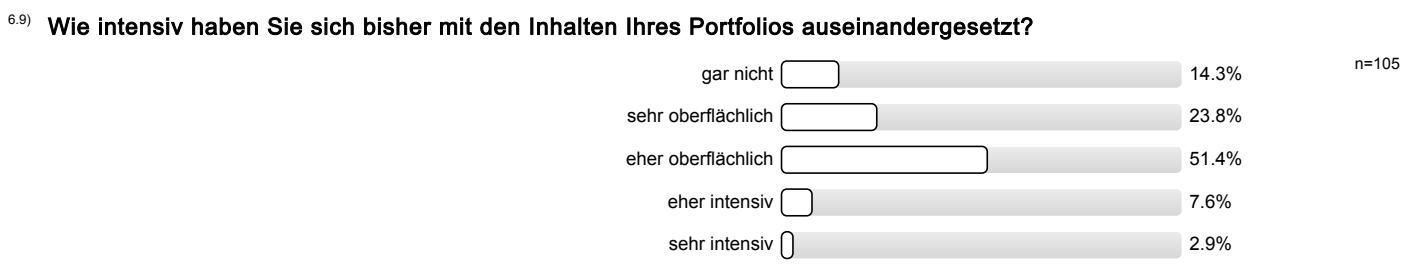 6.9) Wie intensiv haben Sie sich bisher mit den Inhalten Ihres Portfolios auseinandergesetzt?
n=105
gar nicht 14.3%
sehr oberflächlich 23.8%
eher oberflächlich 51.4%
eher intensiv 7.6%
sehr intensiv 2.9%